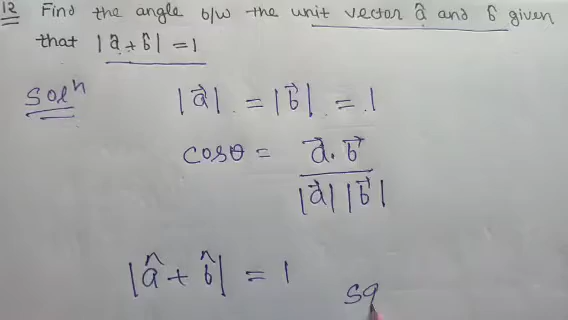 12 Find the angle b/w the unit vector â and b̂ given
that |â + b̂| = 1
Solⁿ
|a⃗| = |b⃗| = 1
cosθ = a⃗ · b⃗ / |a⃗| |b⃗|
|â + b̂| = 1
sq